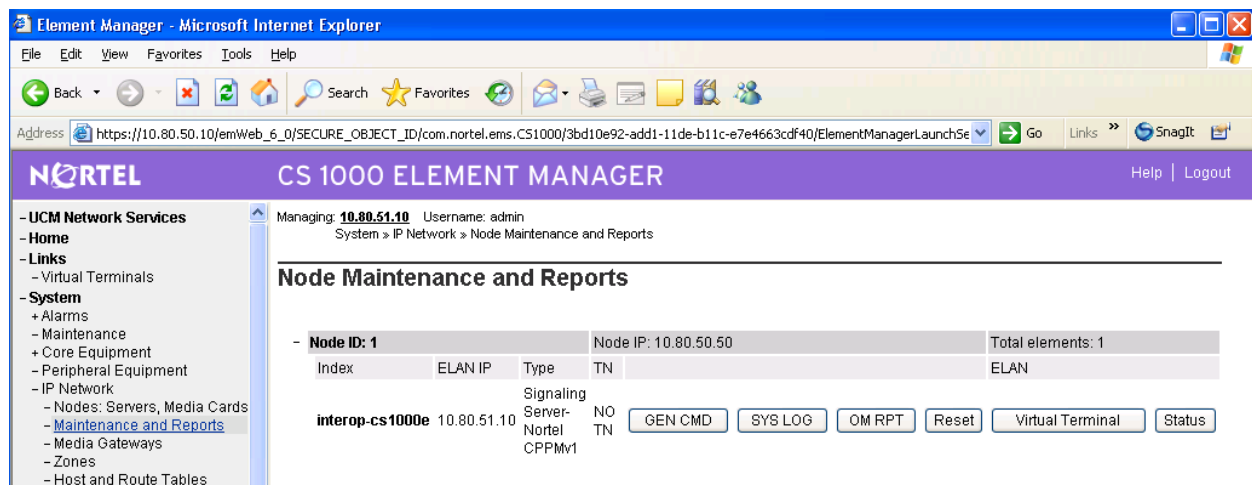 Element Manager - Microsoft Internet Explorer
File Edit View Favorites Tools Help
Back Search Favorites
Address https://10.80.50.10/emWeb_6_0/SECURE_OBJECT_ID/com.nortel.ems.CS1000/3bd10e92-add1-11de-b11c-e7e4663cdf40/ElementManagerLaunchSe Go Links » SnagIt
NORTEL CS 1000 ELEMENT MANAGER Help | Logout
- UCM Network Services
- Home
- Links
- Virtual Terminals
- System
+ Alarms
- Maintenance
+ Core Equipment
- Peripheral Equipment
- IP Network
- Nodes: Servers, Media Cards
- Maintenance and Reports
- Media Gateways
- Zones
- Host and Route Tables
Managing: 10.80.51.10 Username: admin
System » IP Network » Node Maintenance and Reports
Node Maintenance and Reports
- Node ID: 1 Node IP: 10.80.50.50 Total elements: 1
Index ELAN IP Type TN ELAN
interop-cs1000e 10.80.51.10 Signaling Server-Nortel CPPMv1 NO TN GEN CMD SYS LOG OM RPT Reset Virtual Terminal Status